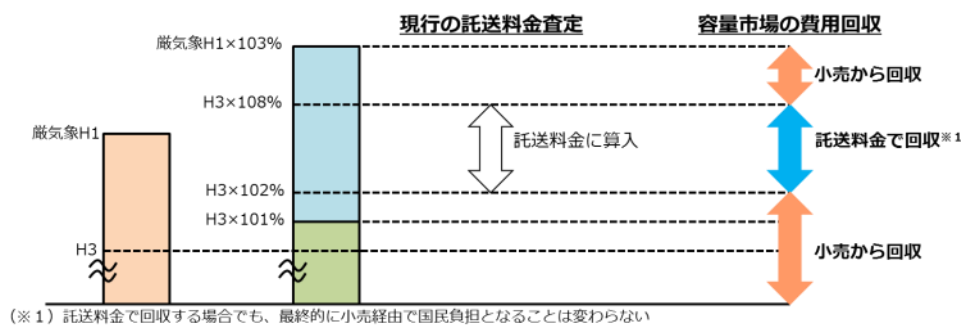 現行の託送料金査定
容量市場の費用回収
厳気象H1×103%
小売から回収
H3×108%
厳気象H1
託送料金に算入
託送料金で回収※1
H3×102%
H3×101%
H3
小売から回収
(※1)託送料金で回収する場合でも、最終的に小売経由で国民負担となることは変わらない